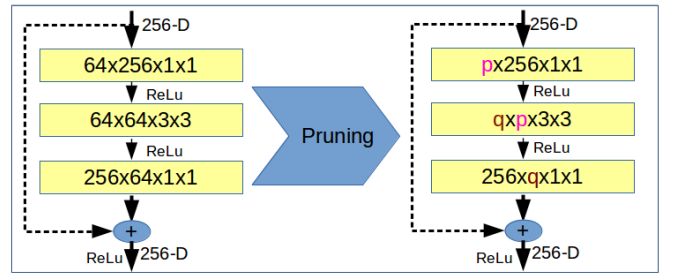 256-D
64x256x1x1
ReLu
64x64x3x3
ReLu
256x64x1x1
+
ReLu
256-D
Pruning
256-D
px256x1x1
ReLu
qxpx3x3
ReLu
256xqx1x1
+
ReLu
256-D